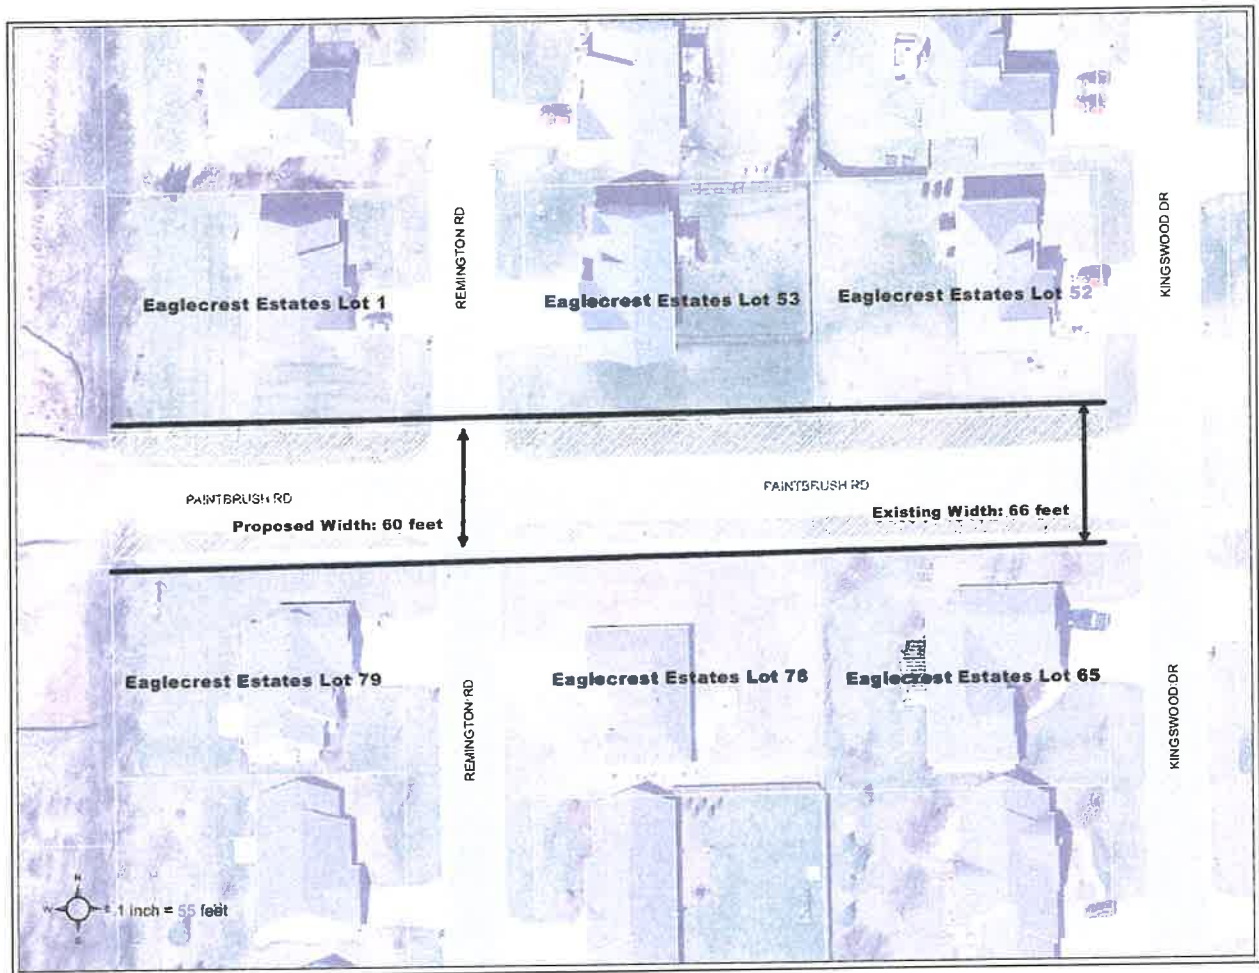 REMINGTON RD
KINGSWOOD DR
Eaglecrest Estates Lot 1
Eaglecrest Estates Lot 53
Eaglecrest Estates Lot 52
PAINTBRUSH RD
PAINTBRUSH RD
Proposed Width: 60 feet
Existing Width: 66 feet
Eaglecrest Estates Lot 79
Eaglecrest Estates Lot 78
Eaglecrest Estates Lot 65
REMINGTON RD
KINGSWOOD DR
N
W
E
S
1 inch = 55 feet